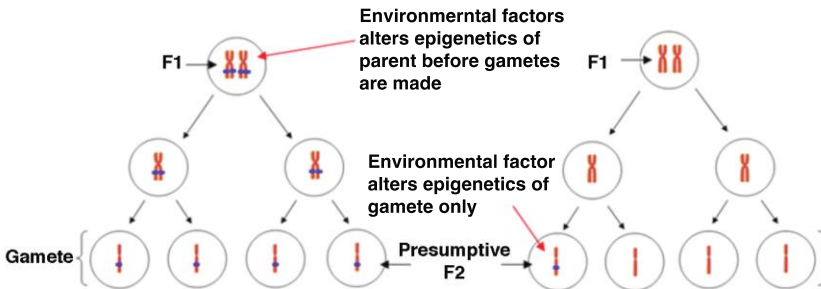 Environmerntal factors
alters epigenetics of
parent before gametes
are made
F1
F1
Environmental factor
alters epigenetics of
gamete only
Gamete
Presumptive
F2